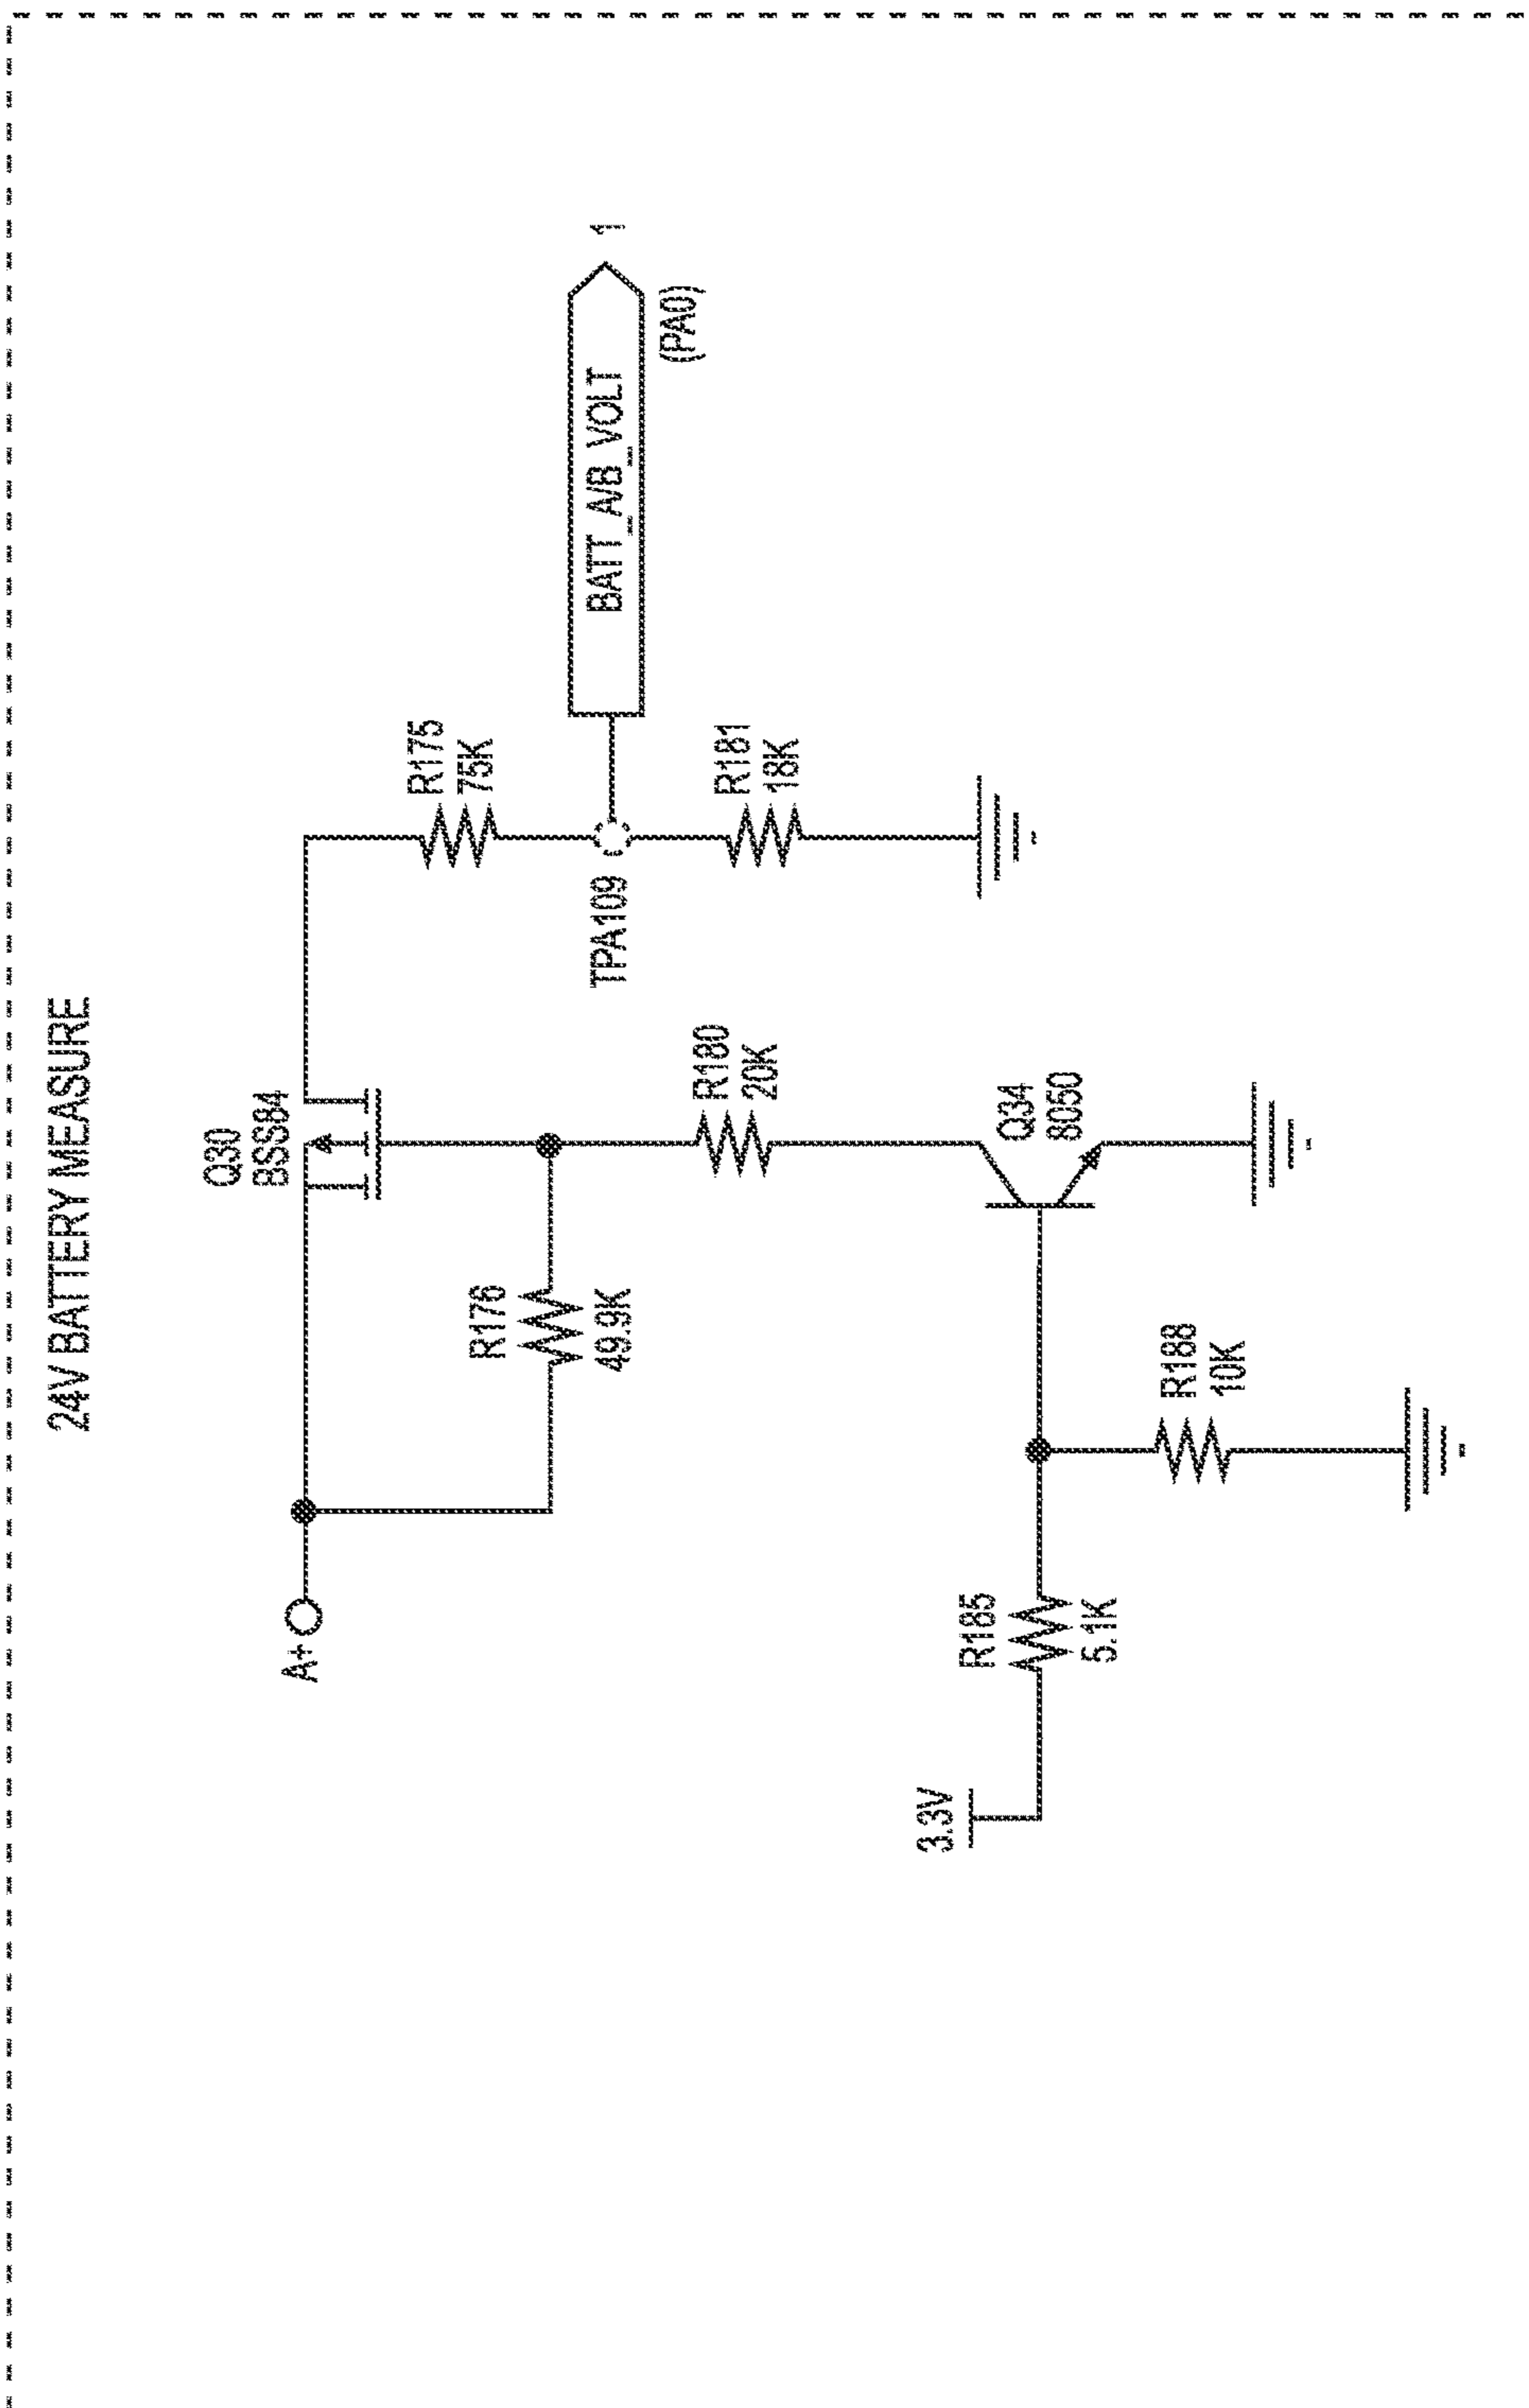 24V BATTERY MEASURE
A+
Q30
BSS84
R176
49.9K
R175
75K
TPA109
BATT_A/B_VOLT
1
(PA0)
R180
20K
R181
18K
3.3V
R185
5.1K
Q34
8050
R188
10K